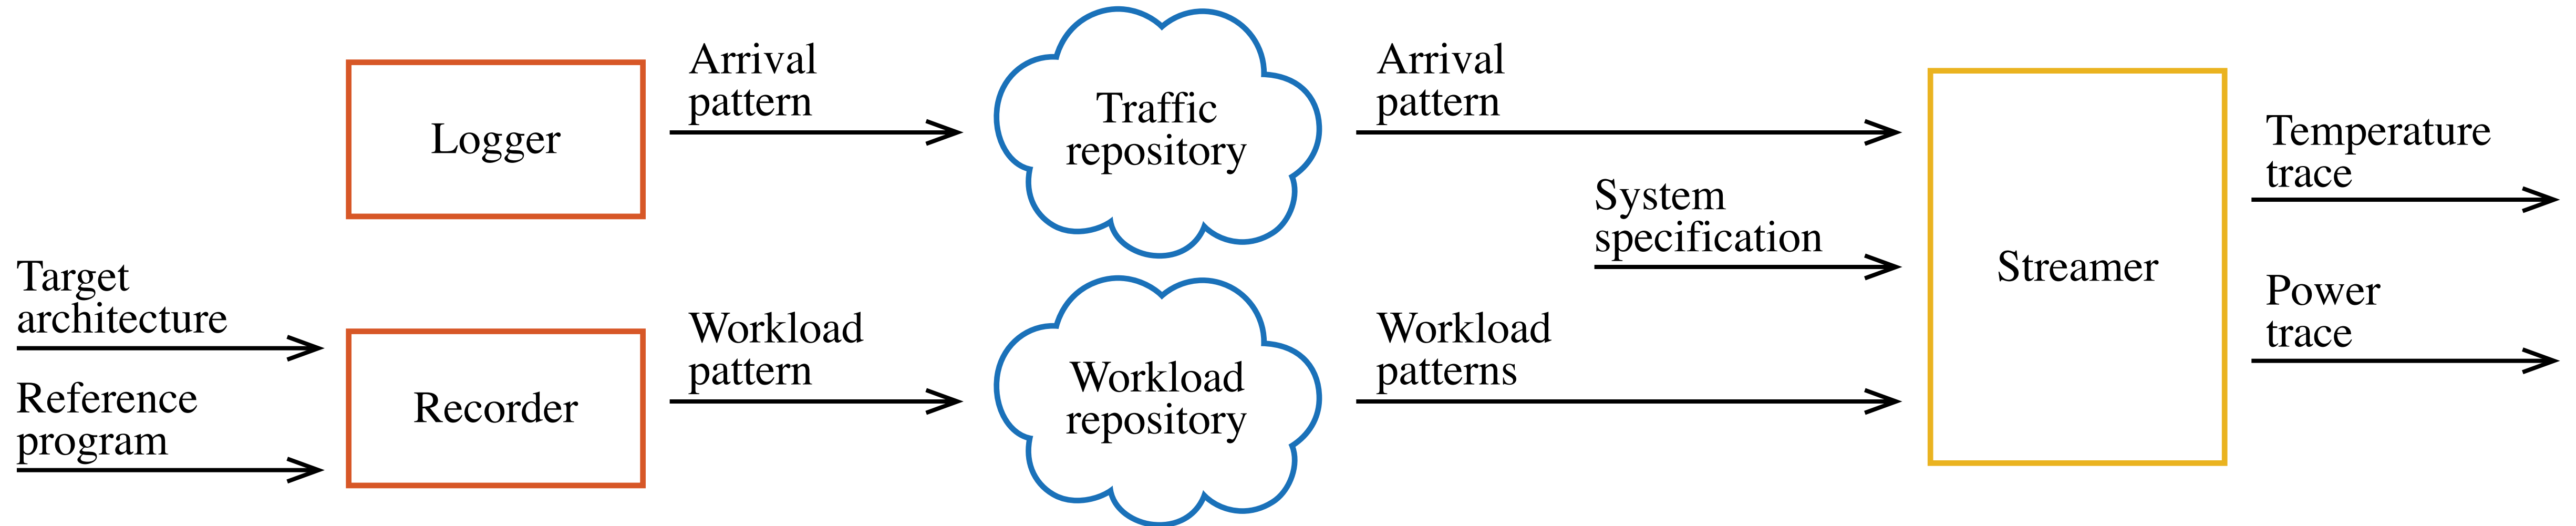 Logger
Arrival
pattern
Traffic
repository
Arrival
pattern
System
specification
Streamer
Temperature
trace
Power
trace
Target
architecture
Reference
program
Recorder
Workload
pattern
Workload
repository
Workload
patterns